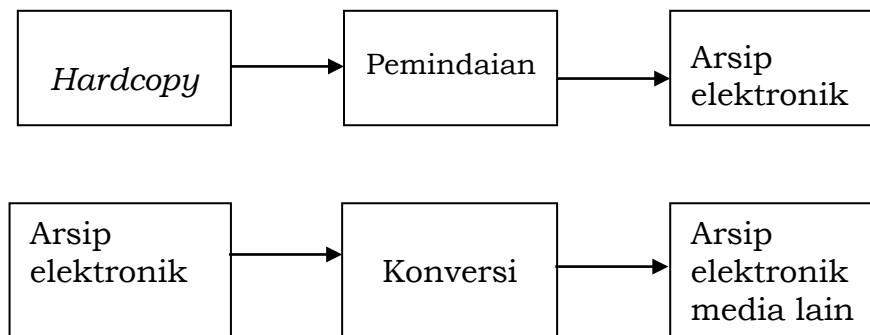 Hardcopy
Pemindaian
Arsip
elektronik
Arsip
elektronik
Konversi
Arsip
elektronik
media lain